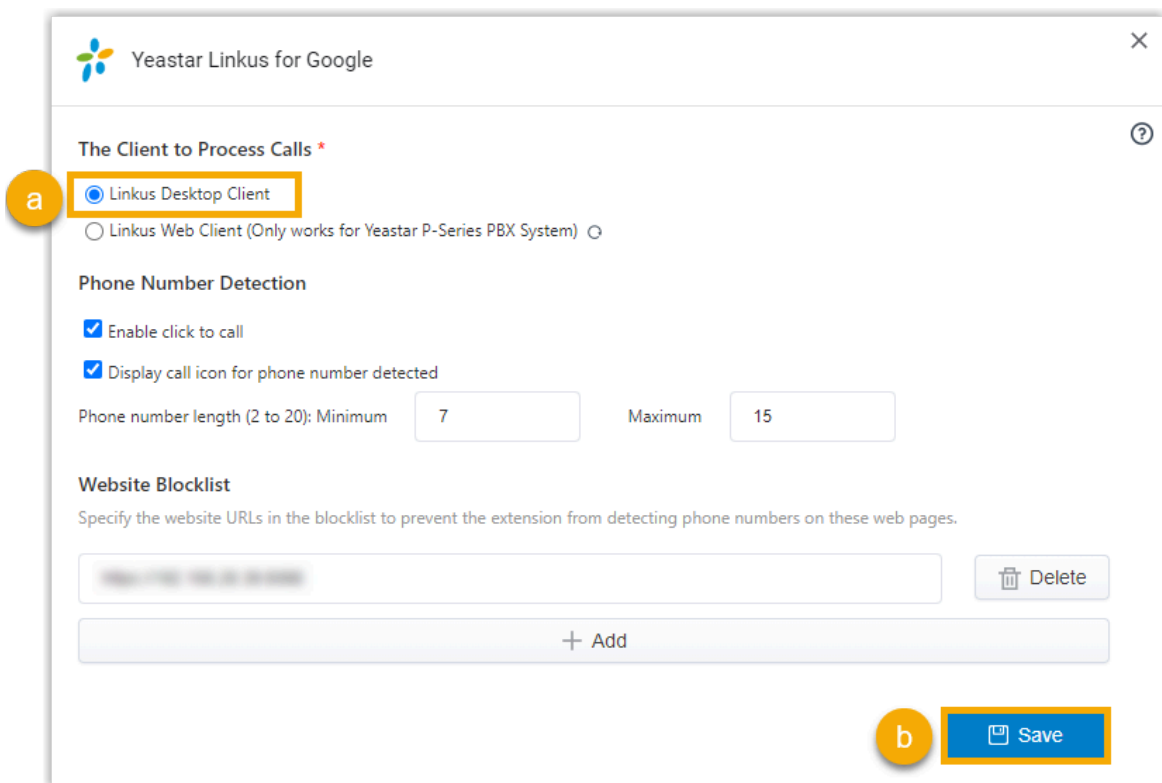 Yeastar Linkus for Google
The Client to Process Calls *
a
Linkus Desktop Client
Linkus Web Client (Only works for Yeastar P-Series PBX System)
Phone Number Detection
Enable click to call
Display call icon for phone number detected
Phone number length (2 to 20): Minimum 7 Maximum 15
Website Blocklist
Specify the website URLs in the blocklist to prevent the extension from detecting phone numbers on these web pages.
Delete
+ Add
b
Save